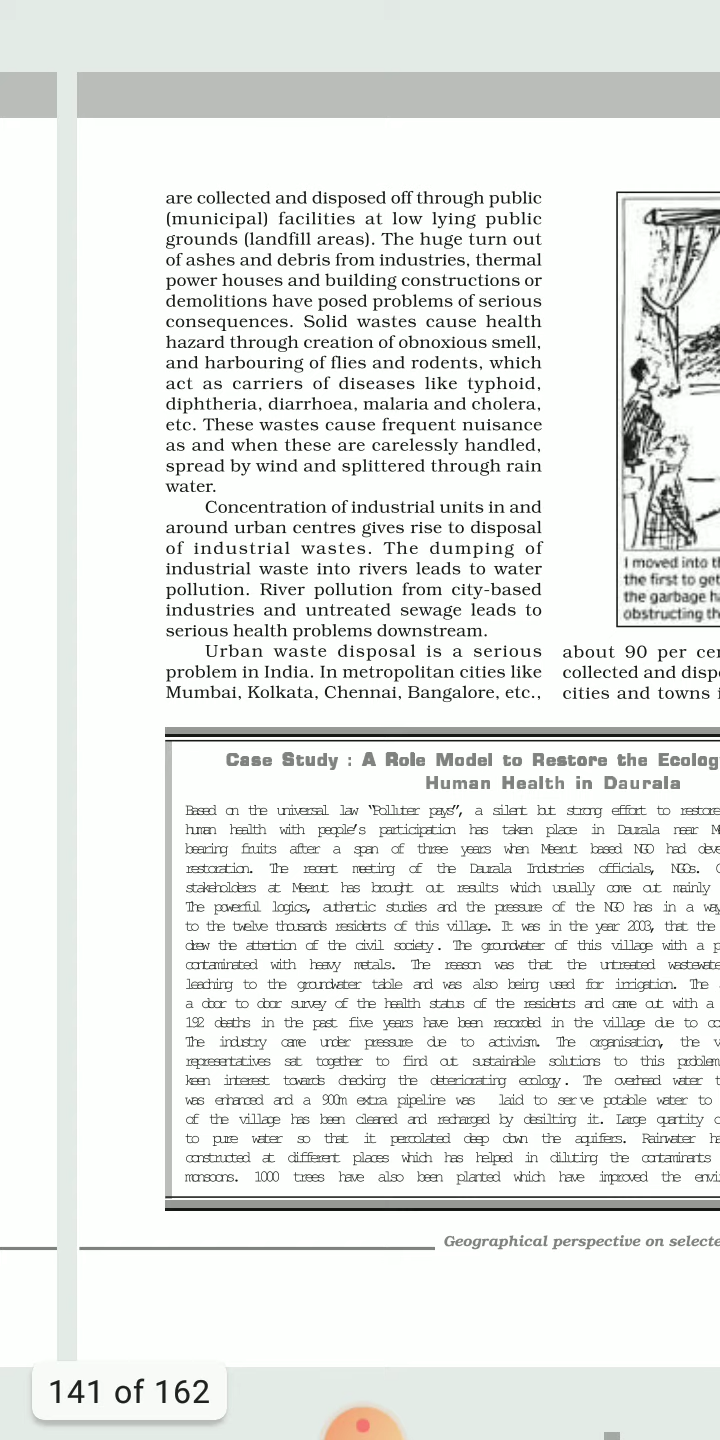 are collected and disposed off through public
(municipal) facilities at low lying public
grounds (landfill areas). The huge turn out
of ashes and debris from industries, thermal
power houses and building constructions or
demolitions have posed problems of serious
consequences. Solid wastes cause health
hazard through creation of obnoxious smell,
and harbouring of flies and rodents, which
act as carriers of diseases like typhoid,
diphtheria, diarrhoea, malaria and cholera,
etc. These wastes cause frequent nuisance
as and when these are carelessly handled,
spread by wind and splittered through rain
water.
Concentration of industrial units in and
around urban centres gives rise to disposal
of industrial wastes. The dumping of
industrial waste into rivers leads to water
pollution. River pollution from city-based
industries and untreated sewage leads to
serious health problems downstream.
Urban waste disposal is a serious
problem in India. In metropolitan cities like
Mumbai, Kolkata, Chennai, Bangalore, etc.,
I moved into
the first to get
the garbage
obstructing
about 90 per
collected and
cities and towns
Case Study : A Role Model to Restore the
Human Health in Daurala
Based on the universal law “Polluter pays”, a silent but strong effort to restore
human health with people’s participation has taken place in Daurala near
bearing fruits after a span of three years when Meerut based NGO had
restoration. The recent meeting of the Daurala Industries officials, NGOs.
stakeholders at Meerut has brought out results which usually come out mainly
The powerful logics, authentic studies and the pressure of the NGO has in a
to the twelve thousands residents of this village. It was in the year 2003, that the
drew the attention of the civil society. The groundwater of this village with a
contaminated with heavy metals. The reason was that the untreated
leaching to the groundwater table and was also being used for irrigation. The
a door to door survey of the health status of the residents and came out with a
192 deaths in the past five years have been recorded in the village due to
The industry came under pressure due to activism. The organisation, the
representatives sat together to find out sustainable solutions to this
keen interest towards checking the deteriorating ecology. The overhead water
was enhanced and a 900m extra pipeline was laid to serve potable water to
of the village has been cleaned and recharged by desilting it. Large quantity
to pure water so that it percolated deep down the aquifers. Rainwater
constructed at different places which has helped in diluting the contaminants
monsoons. 1000 trees have also been planted which have improved the
Geographical perspective on
141 of 162